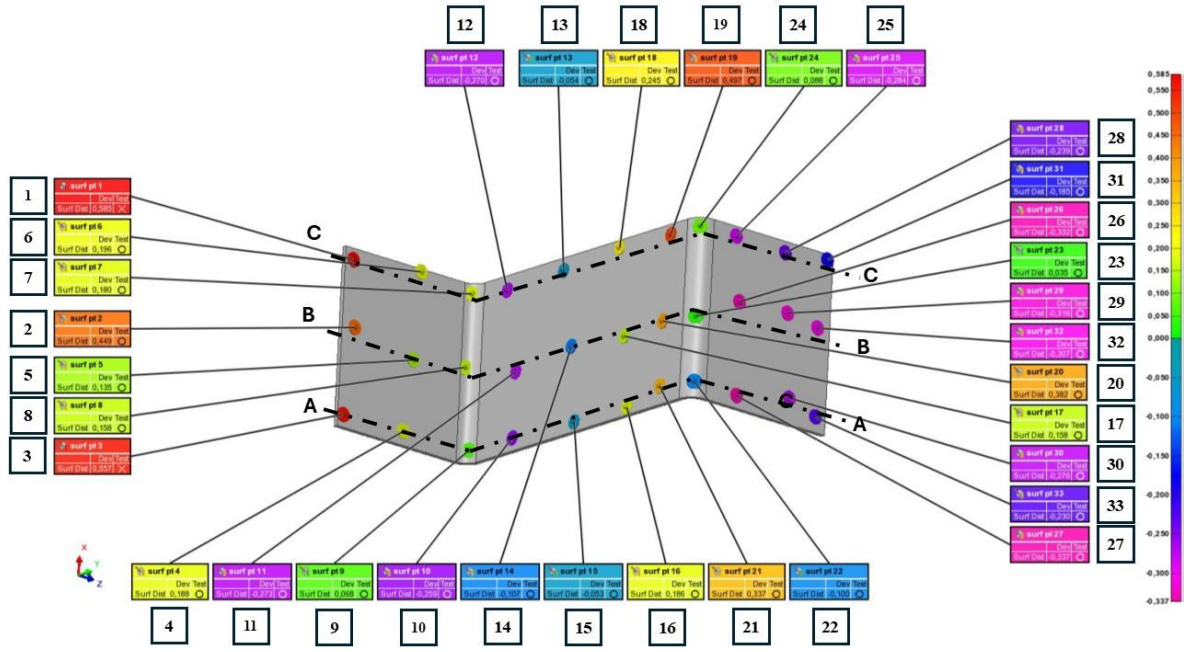 12
13
18
19
24
25
surf pt 12
Dev Test
Surf Dist -0,270
surf pt 13
Dev Test
Surf Dist -0,054
surf pt 18
Dev Test
Surf Dist 0,245
surf pt 19
Dev Test
Surf Dist 0,497
surf pt 24
Dev Test
Surf Dist 0,088
surf pt 25
Dev Test
Surf Dist -0,284
1
surf pt 1
Dev Test
Surf Dist 0,585
6
surf pt 6
Dev Test
Surf Dist 0,196
7
surf pt 7
Dev Test
Surf Dist 0,180
2
surf pt 2
Dev Test
Surf Dist 0,449
5
surf pt 5
Dev Test
Surf Dist 0,135
8
surf pt 8
Dev Test
Surf Dist 0,158
3
surf pt 3
Dev Test
Surf Dist 0,557
C
B
A
C
B
A
surf pt 28
Dev Test
Surf Dist -0,239
28
surf pt 31
Dev Test
Surf Dist -0,185
31
surf pt 26
Dev Test
Surf Dist -0,332
26
surf pt 23
Dev Test
Surf Dist 0,035
23
surf pt 29
Dev Test
Surf Dist -0,316
29
surf pt 32
Dev Test
Surf Dist -0,307
32
surf pt 20
Dev Test
Surf Dist 0,382
20
surf pt 17
Dev Test
Surf Dist 0,158
17
surf pt 30
Dev Test
Surf Dist -0,276
30
surf pt 33
Dev Test
Surf Dist -0,230
33
surf pt 27
Dev Test
Surf Dist -0,337
27
0,585
0,550
0,500
0,450
0,400
0,350
0,300
0,250
0,200
0,150
0,100
0,050
0,000
-0,050
-0,100
-0,150
-0,200
-0,250
-0,300
-0,337
X
Y
Z
surf pt 4
Dev Test
Surf Dist 0,188
surf pt 11
Dev Test
Surf Dist -0,273
surf pt 9
Dev Test
Surf Dist 0,068
surf pt 10
Dev Test
Surf Dist -0,259
surf pt 14
Dev Test
Surf Dist -0,107
surf pt 15
Dev Test
Surf Dist -0,053
surf pt 16
Dev Test
Surf Dist 0,186
surf pt 21
Dev Test
Surf Dist 0,337
surf pt 22
Dev Test
Surf Dist -0,100
4
11
9
10
14
15
16
21
22